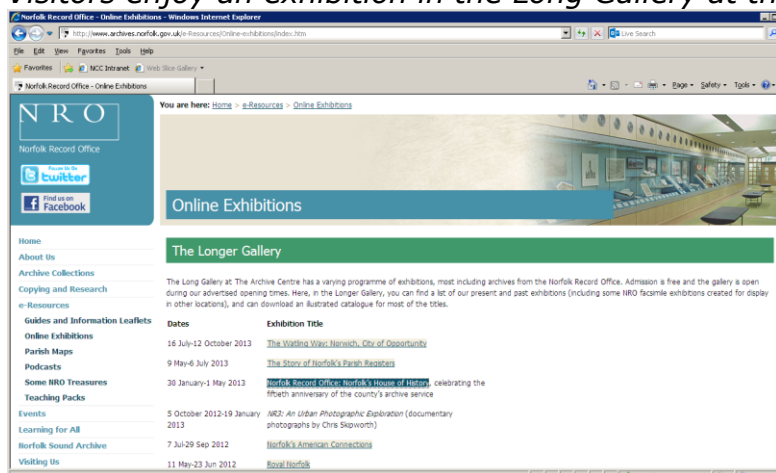 Visitors enjoy an exhibition in the Long Gallery at the
Norfolk Record Office - Online Exhibitions - Windows Internet Explorer
http://www.archives.norfolk.gov.uk/e-Resources/Online-exhibitions/index.htm
Live Search
File Edit View Favorites Tools Help
Favorites NCC Intranet Web Slice Gallery
Norfolk Record Office - Online Exhibitions
Page Safety Tools
NRO
Norfolk Record Office
Follow Us On
twitter
Find us on
Facebook
You are here: Home > e-Resources > Online Exhibitions
Online Exhibitions
Home
About Us
Archive Collections
Copying and Research
e-Resources
Guides and Information Leaflets
Online Exhibitions
Parish Maps
Podcasts
Some NRO Treasures
Teaching Packs
Events
Learning for All
Norfolk Sound Archive
Visiting Us
The Longer Gallery
The Long Gallery at The Archive Centre has a varying programme of exhibitions, most including archives from the Norfolk Record Office. Admission is free and the gallery is open
during our advertised opening times. Here, in the Longer Gallery, you can find a list of our present and past exhibitions (including some NRO facsimile exhibitions created for display
in other locations), and can download an illustrated catalogue for most of the titles.
Dates Exhibition Title
16 July-12 October 2013 The Wating Way: Norwich, City of Opportunity
9 May-6 July 2013 The Story of Norfolk's Parish Registers
30 January-1 May 2013 Norfolk Record Office: Norfolk's House of History, celebrating the
fiftieth anniversary of the county's archive service
5 October 2012-19 January NR3: An Urban Photographic Exploration (documentary
2013 photographs by Chris Skipworth)
7 Jul-29 Sep 2012 Norfolk's American Connections
11 May-23 Jun 2012 Royal Norfolk